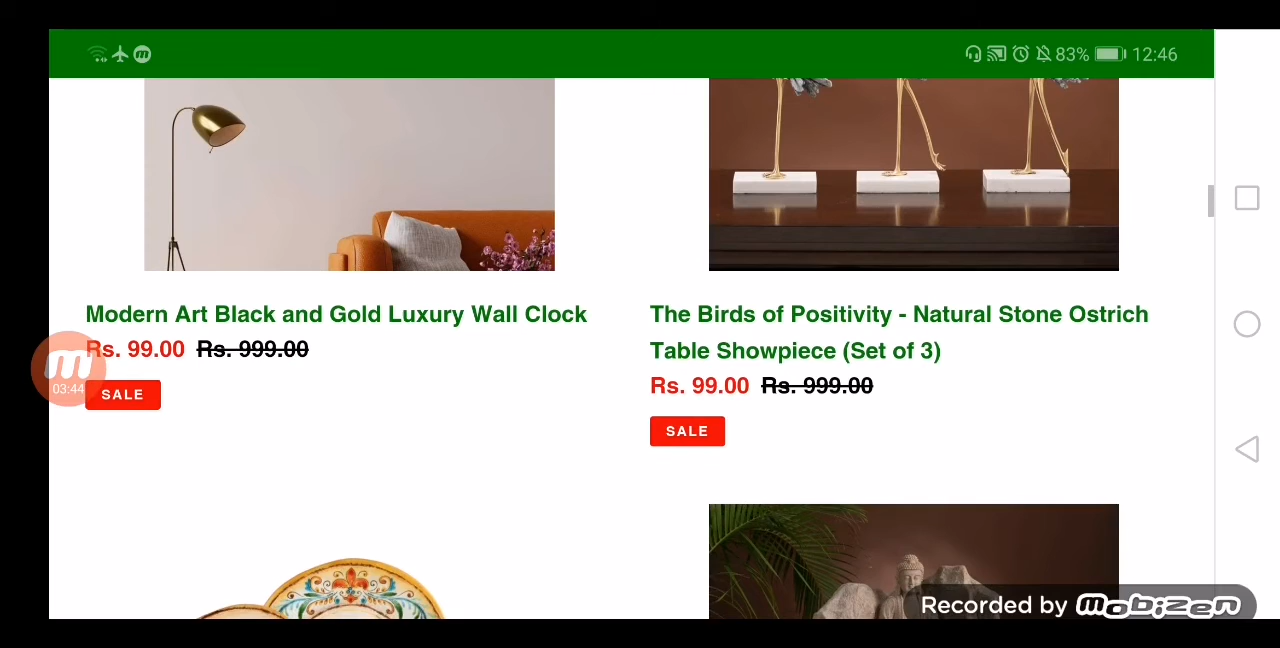 83% 12:46
Modern Art Black and Gold Luxury Wall Clock
Rs. 99.00 Rs. 999.00
SALE
The Birds of Positivity - Natural Stone Ostrich
Table Showpiece (Set of 3)
Rs. 99.00 Rs. 999.00
SALE
m
03:44
Recorded by mobizen